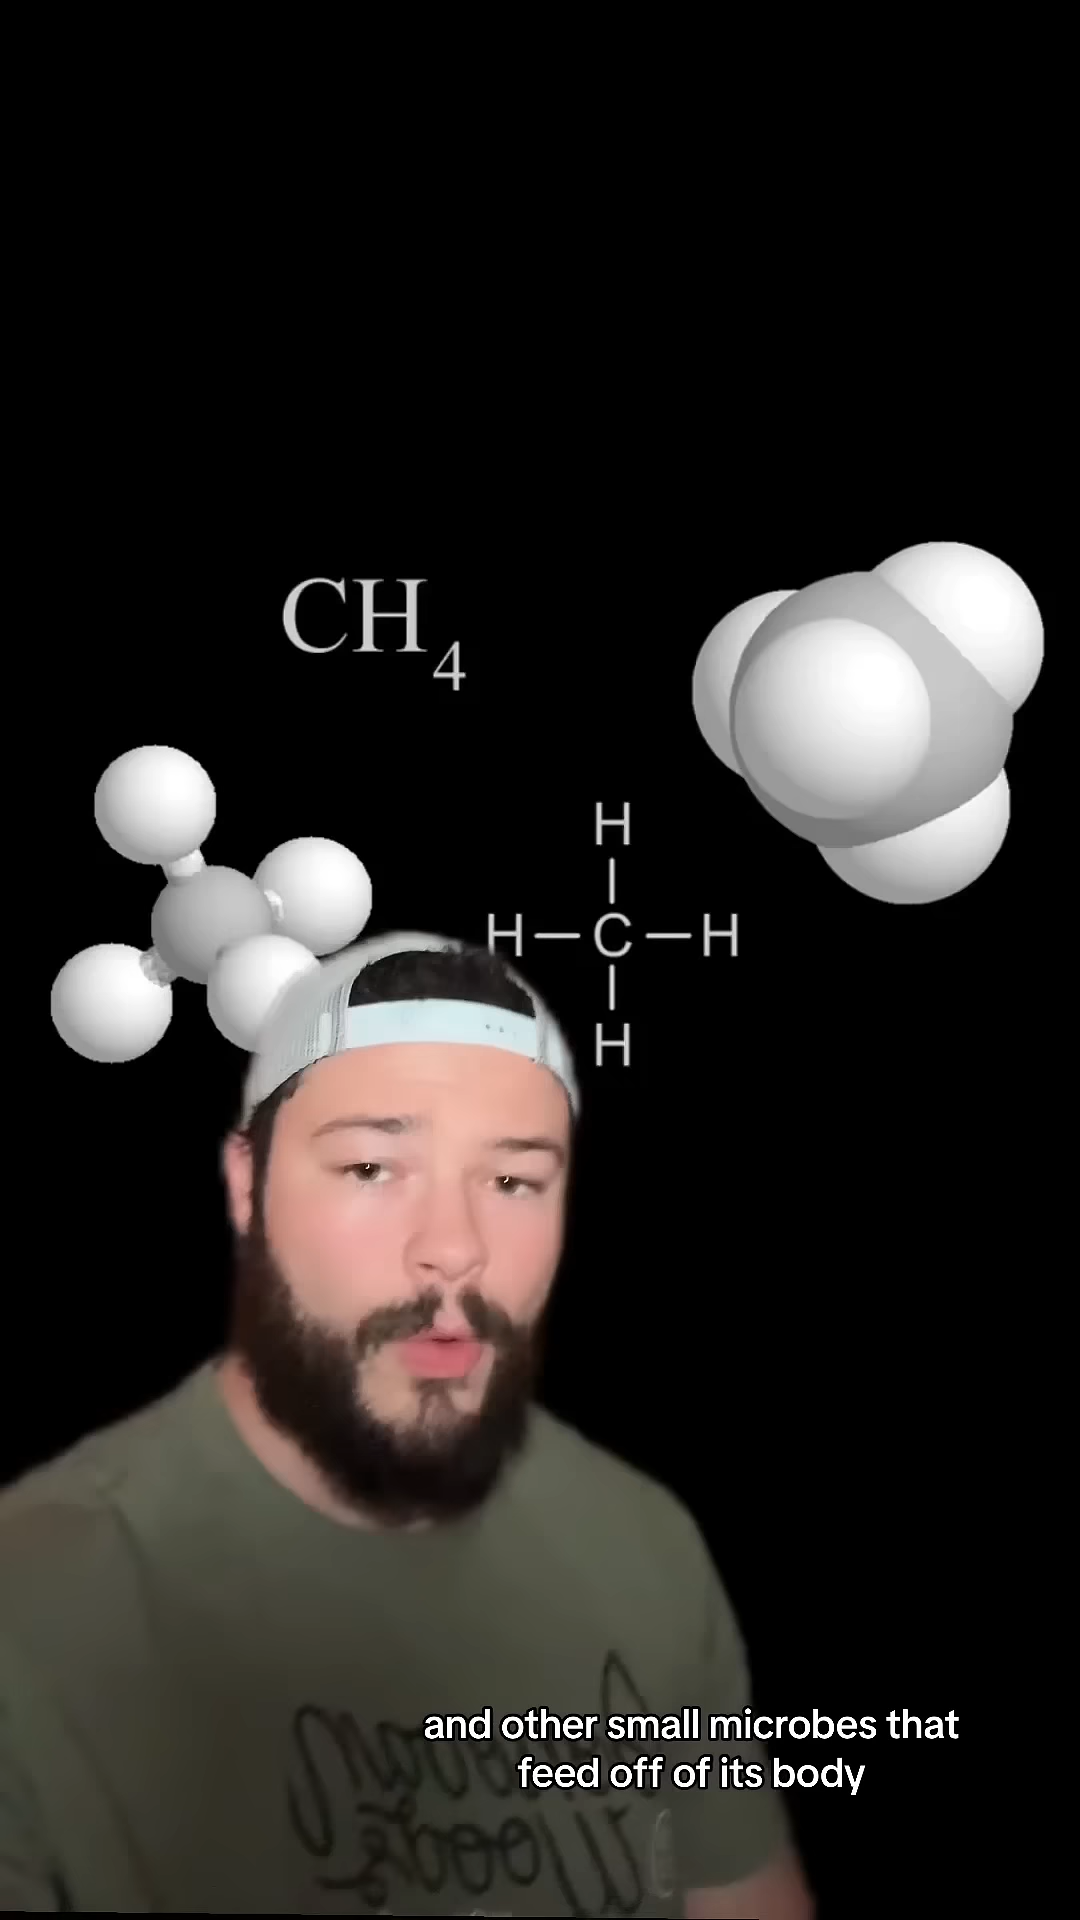 CH4
H
H—C—H
H
and other small microbes that
feed off of its body